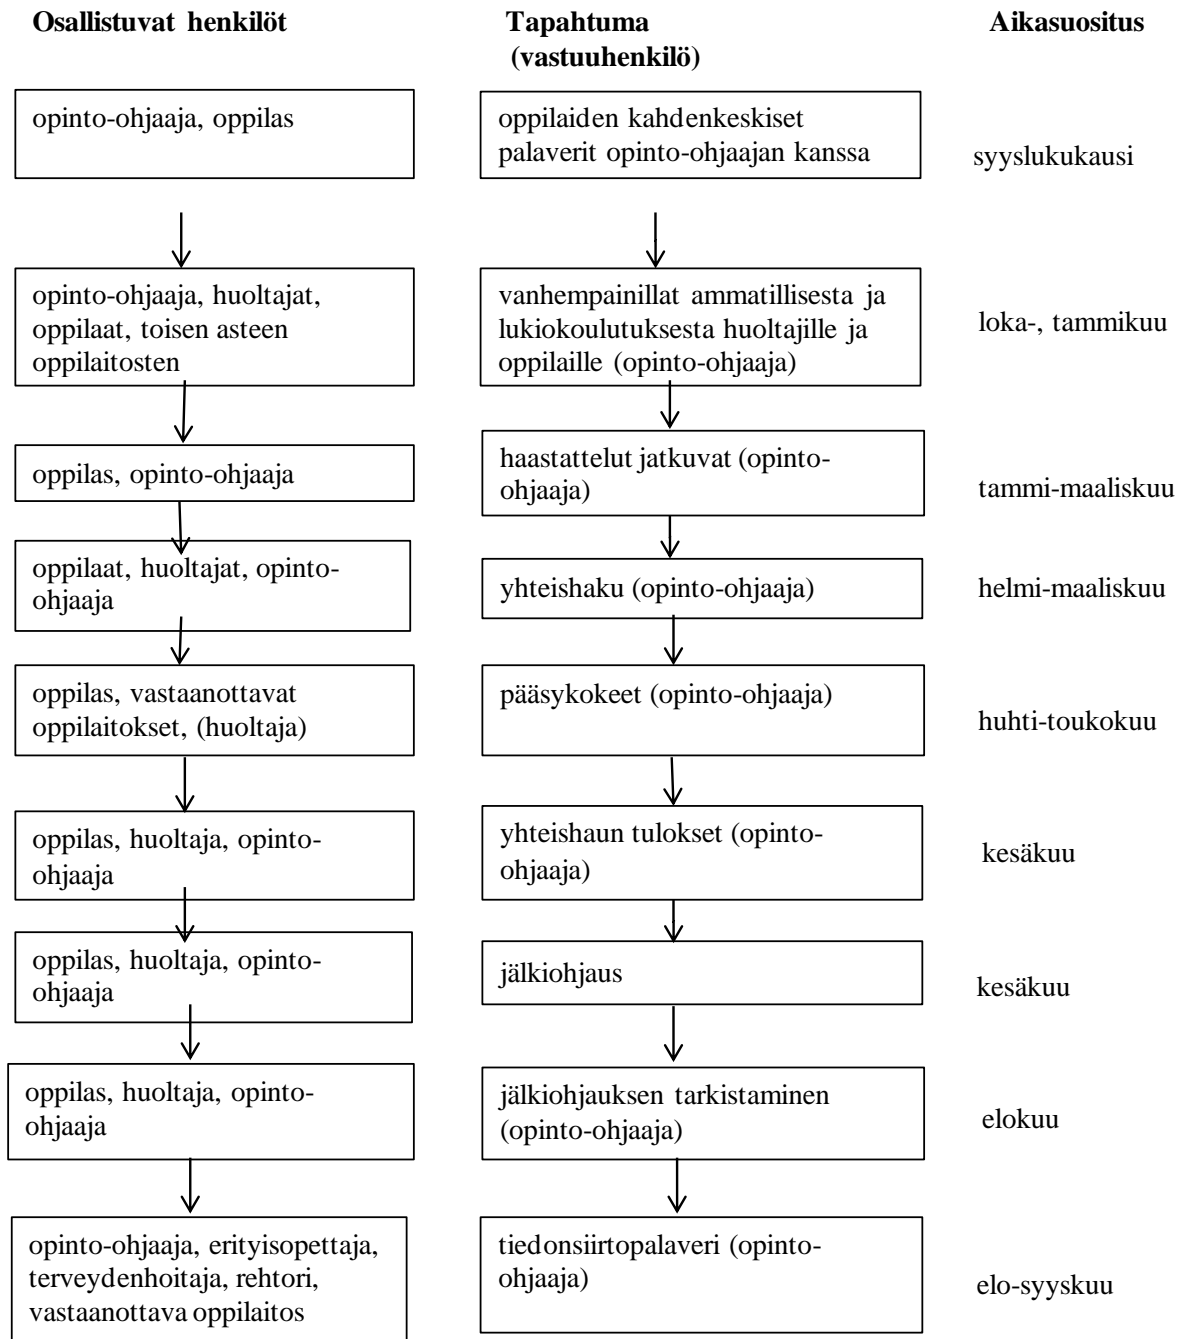 Osallistuvat henkilöt
Tapahtuma
(vastuuhenkilö)
Aikasuositus
opinto-ohjaaja, oppilas
oppilaiden kahdenkeskiset
palaverit opinto-ohjaajan kanssa
syyslukukausi
opinto-ohjaaja, huoltajat,
oppilaat, toisen asteen
oppilaitosten
vanhempainillat ammatillisesta ja
lukiokoulutuksesta huoltajille ja
oppilaille (opinto-ohjaaja)
loka-, tammikuu
oppilas, opinto-ohjaaja
haastattelut jatkuvat (opinto-
ohjaaja)
tammi-maaliskuu
oppilaat, huoltajat, opinto-
ohjaaja
yhteishaku (opinto-ohjaaja)
helmi-maaliskuu
oppilas, vastaanottavat
oppilaitokset, (huoltaja)
pääsykokeet (opinto-ohjaaja)
huhti-toukokuu
oppilas, huoltaja, opinto-
ohjaaja
yhteishaun tulokset (opinto-
ohjaaja)
kesäkuu
oppilas, huoltaja, opinto-
ohjaaja
jälkiohjaus
kesäkuu
oppilas, huoltaja, opinto-
ohjaaja
jälkiohjauksen tarkistaminen
(opinto-ohjaaja)
elokuu
opinto-ohjaaja, erityisopettaja,
terveydenhoitaja, rehtori,
vastaanottava oppilaitos
tiedonsiirtopalaveri (opinto-
ohjaaja)
elo-syyskuu